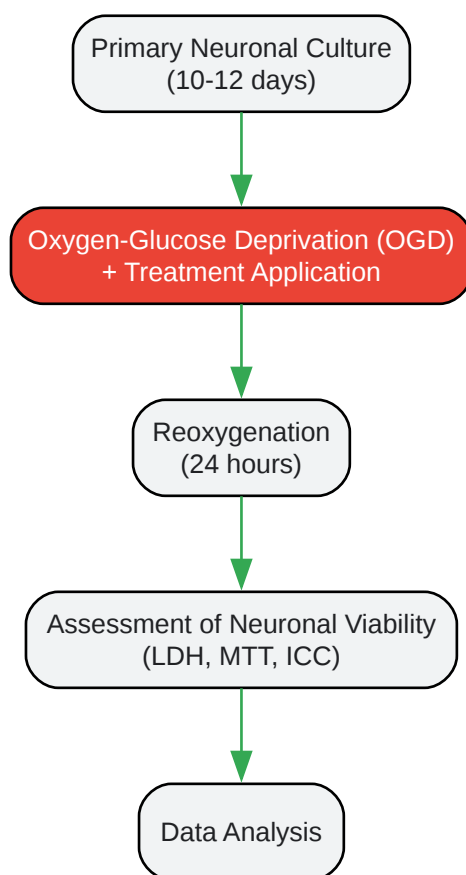 Primary Neuronal Culture
(10-12 days)
Oxygen-Glucose Deprivation (OGD)
+ Treatment Application
Reoxygenation
(24 hours)
Assessment of Neuronal Viability
(LDH, MTT, ICC)
Data Analysis